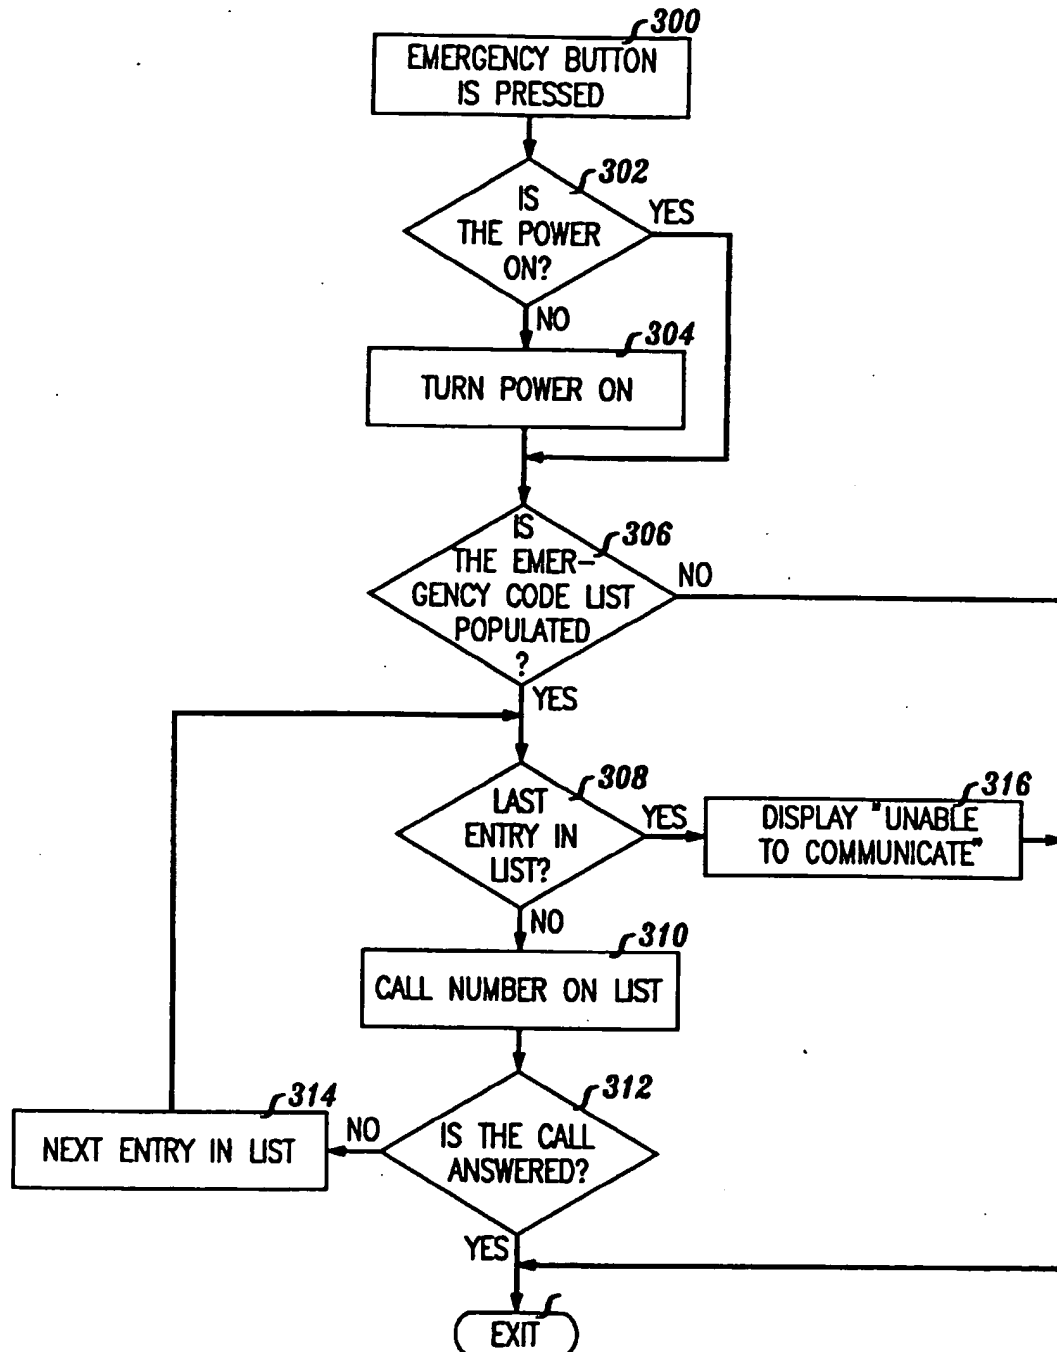 300
EMERGENCY BUTTON
IS PRESSED
302
IS
THE POWER
ON?
YES
NO
304
TURN POWER ON
306
IS
THE EMER-
GENCY CODE LIST
POPULATED
?
NO
YES
308
LAST
ENTRY IN
LIST?
YES
316
DISPLAY "UNABLE
TO COMMUNICATE"
NO
310
CALL NUMBER ON LIST
312
IS THE CALL
ANSWERED?
NO
314
NEXT ENTRY IN LIST
YES
EXIT